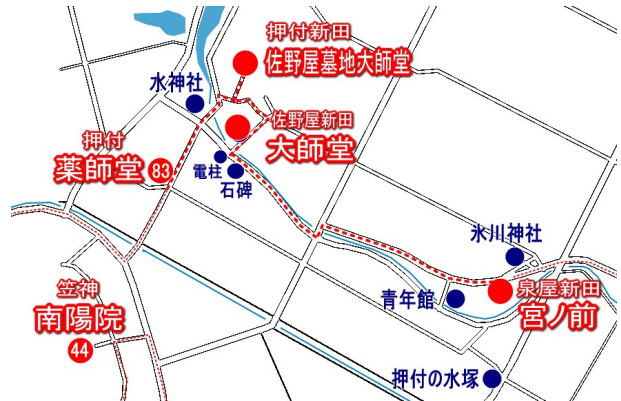 押付新田
佐野屋墓地大師堂
水神社
佐野屋新田
大師堂
押付
薬師堂 83
電柱
石碑
氷川神社
笠神
南陽院
44
青年館
泉屋新田
宮ノ前
押付の水塚